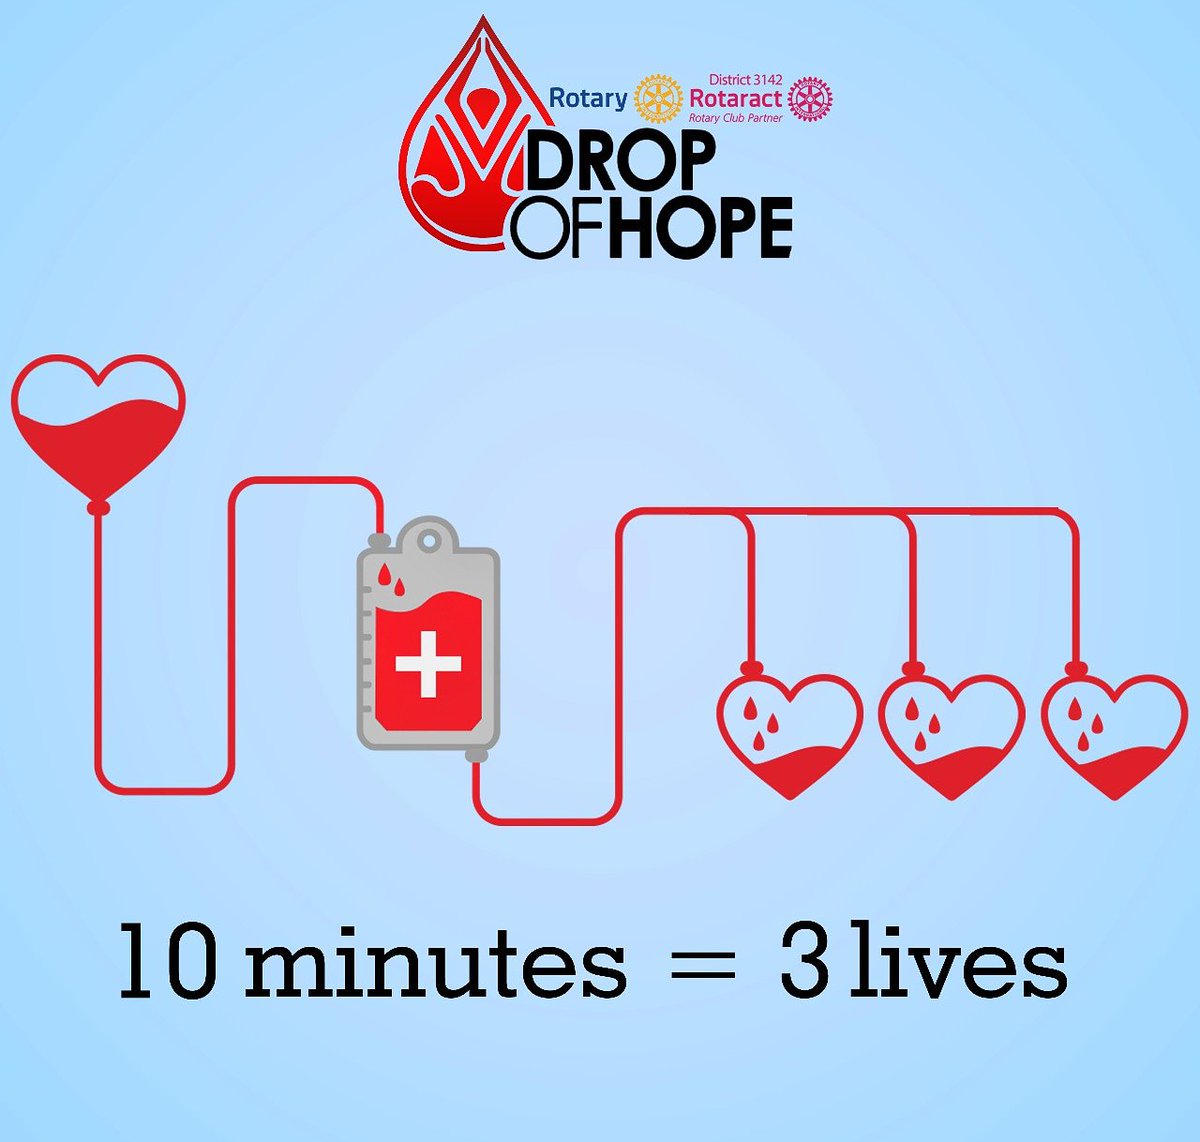 Rotary
District 3142
Rotaract
Rotary Club Partner
DROP
OFHOPE
10 minutes = 3 lives